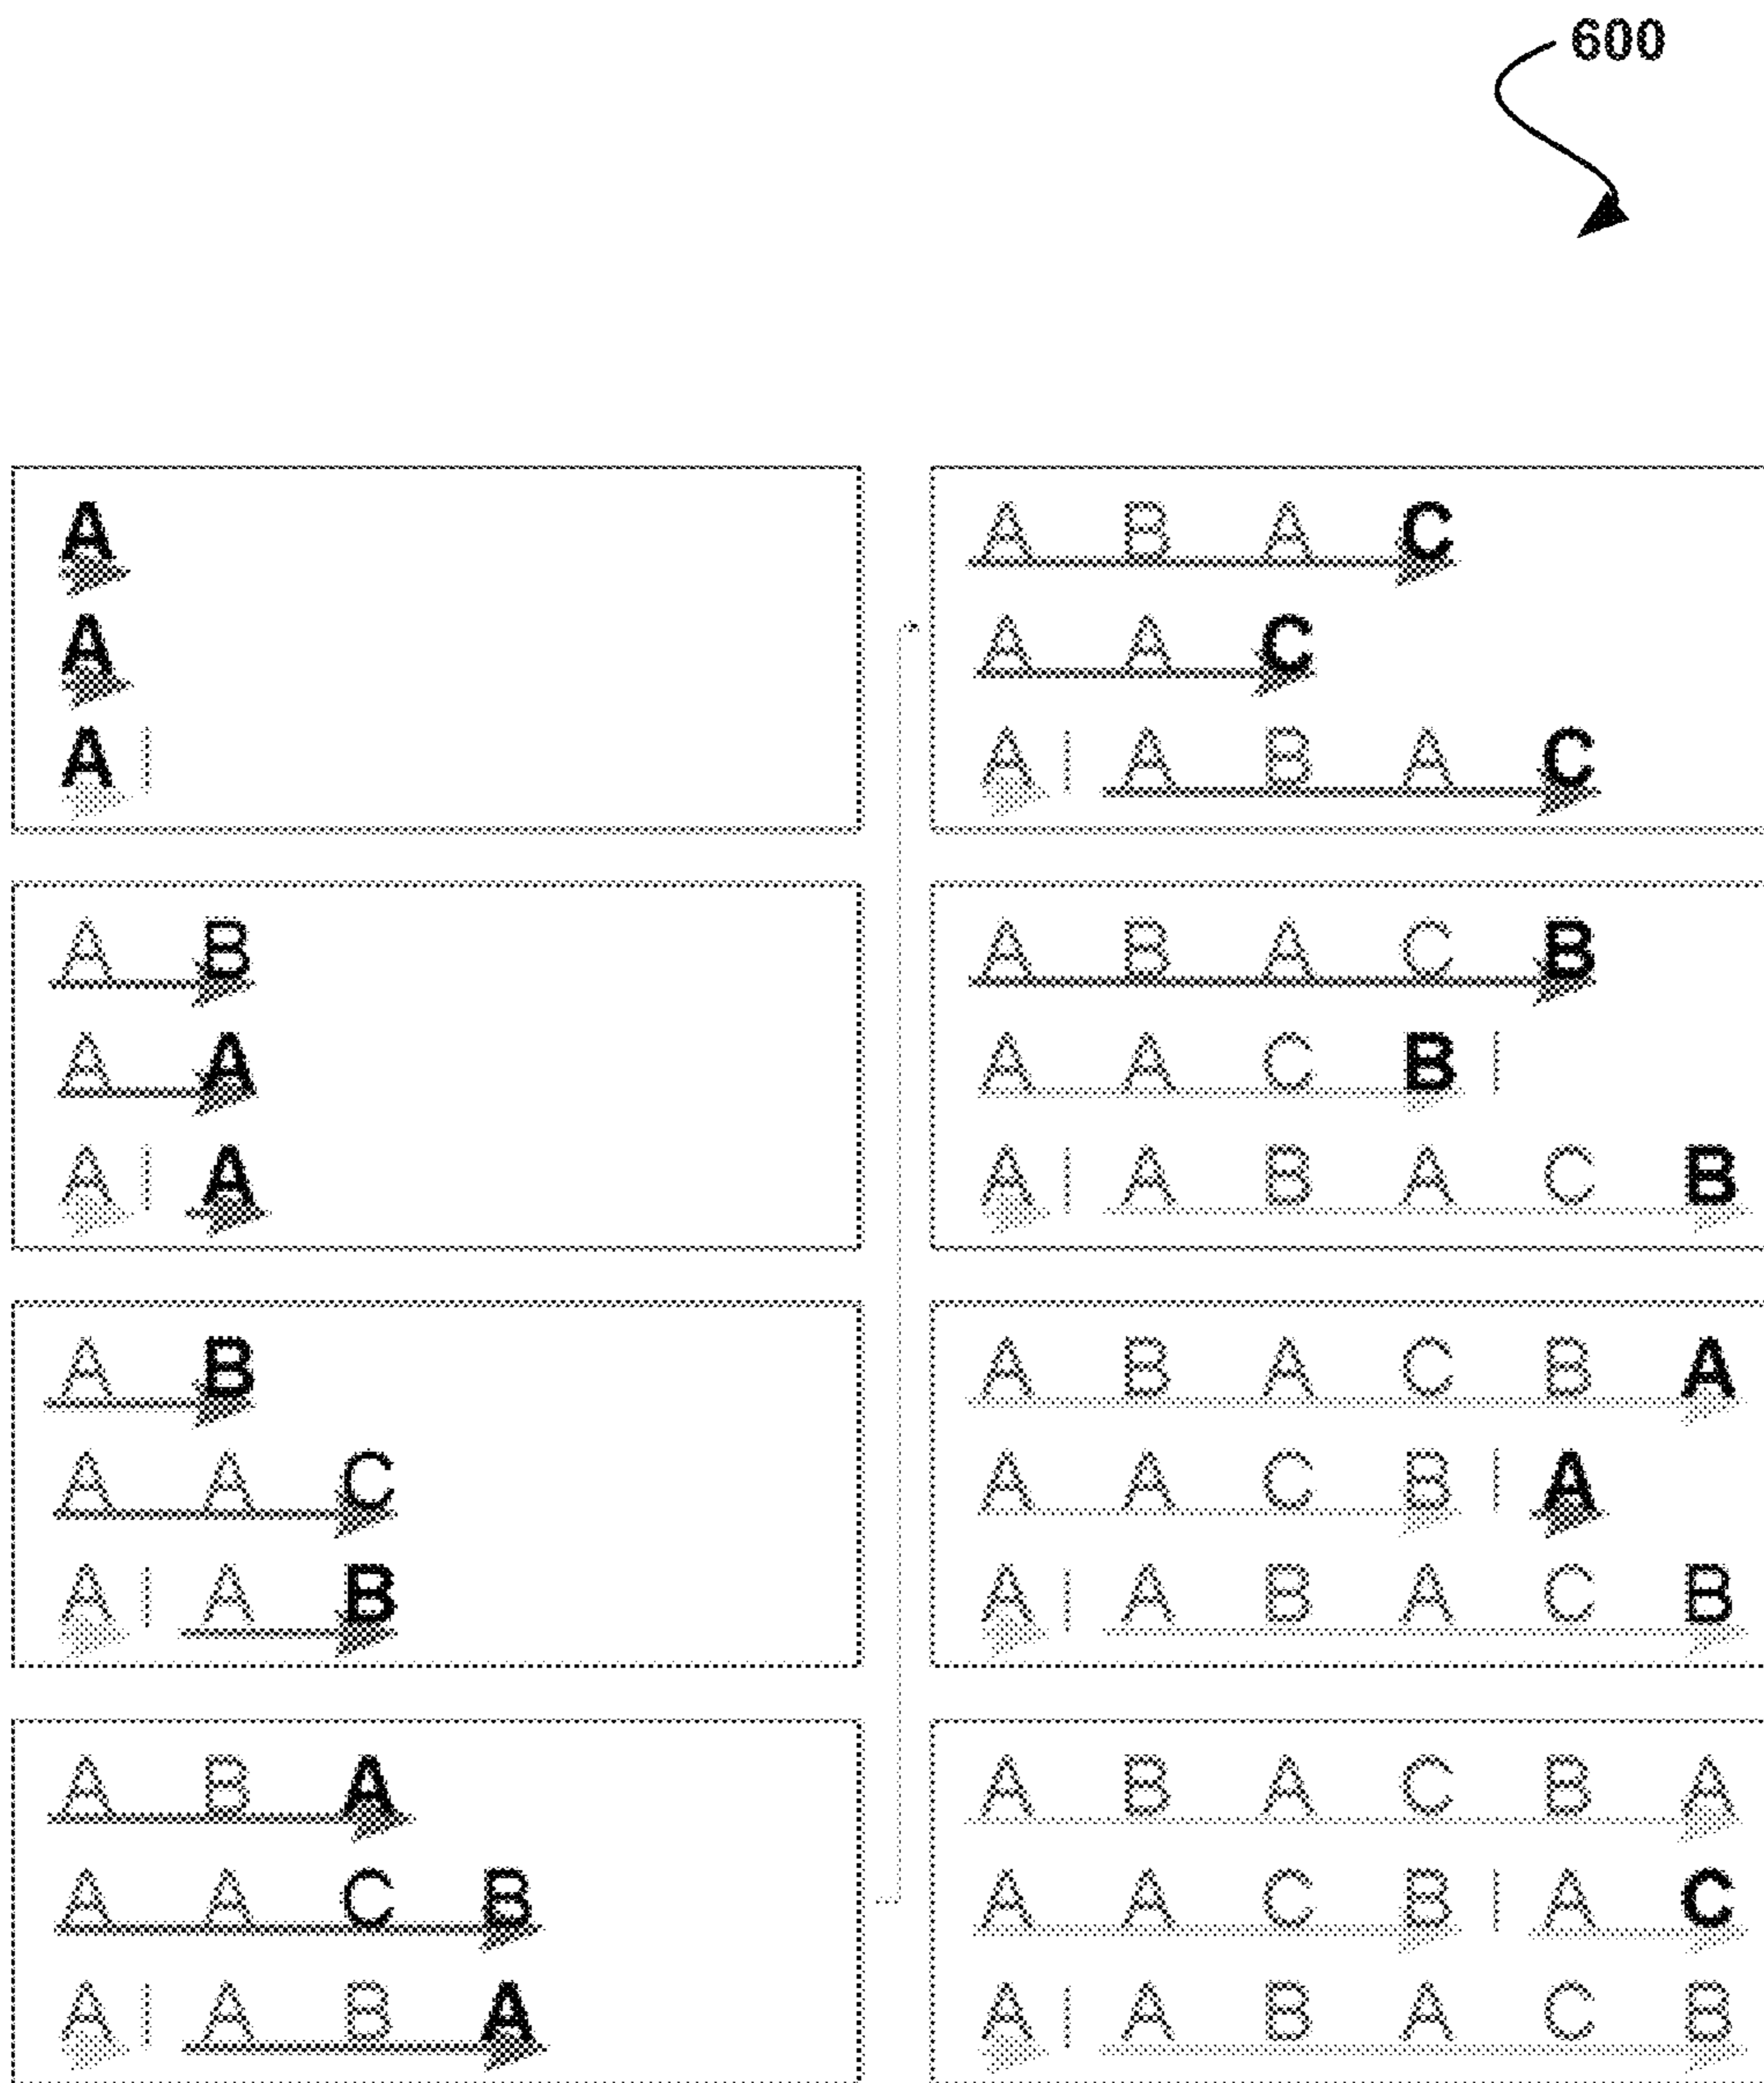 600
A
A
A |
A B
A A
A | A
A B
A A C
A | A B
A B A
A A C B
A | A B A
A B A C
A A C
A | A B A C
A B A C B
A A C B |
A | A B A C B
A B A C B A
A A C B | A
A | A B A C B
A B A C B A
A A C B | A C
A | A B A C B